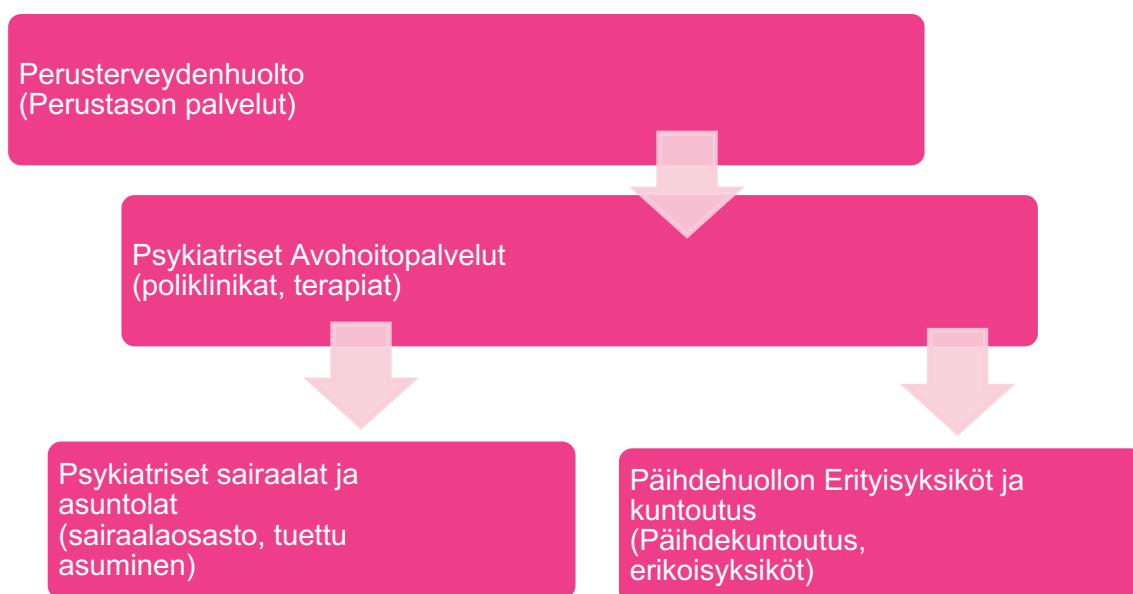 Perusterveydenhuolto
(Perustason palvelut)
Psykiatriset Avohoitopalvelut
(poliklinikat, terapiat)
Psykiatriset sairaalat ja
asuntolat
(sairaalaosasto, tuettu
asuminen)
Päihdehuollon Erityisyksiköt ja
kuntoutus
(Päihdekuntoutus,
erikoisyksiköt)